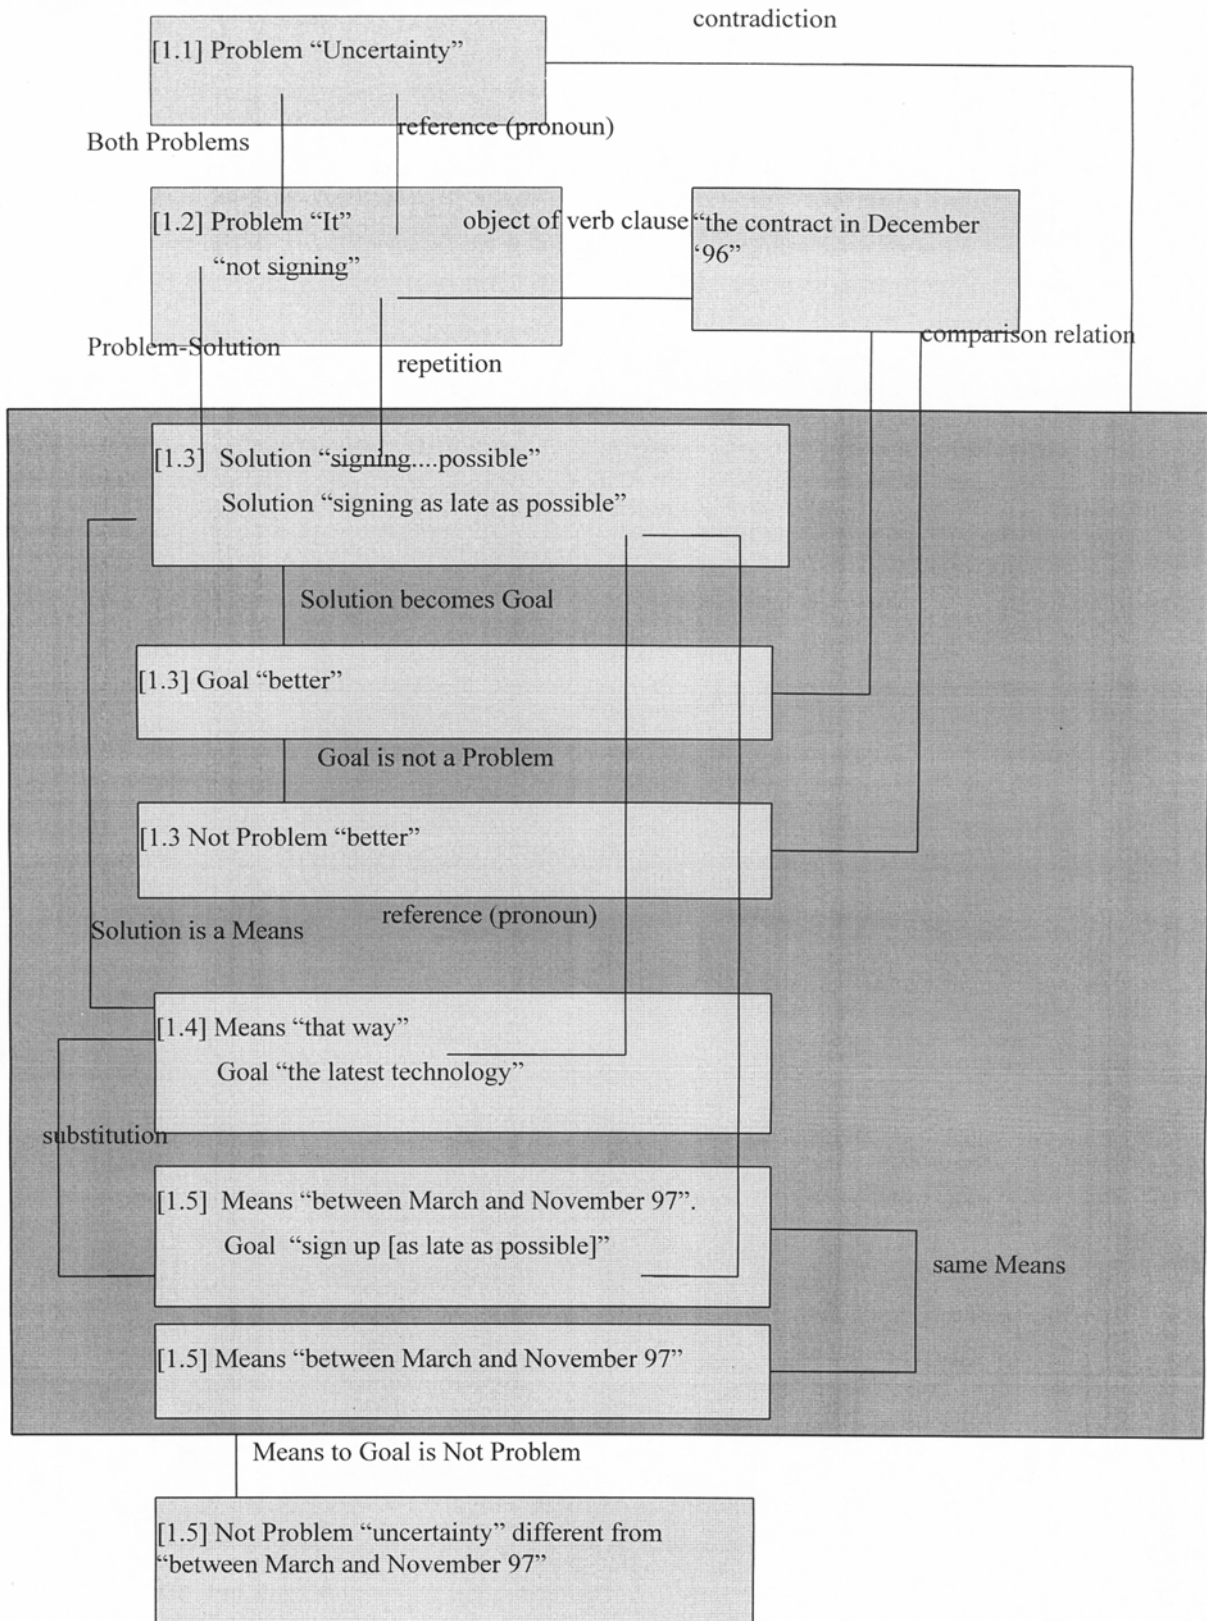 contradiction
[1.1] Problem “Uncertainty”
reference (pronoun)
Both Problems
[1.2] Problem “It”
“not signing”
object of verb clause
“the contract in December
‘96”
Problem-Solution
repetition
comparison relation
[1.3] Solution “signing....possible”
Solution “signing as late as possible”
Solution becomes Goal
[1.3] Goal “better”
Goal is not a Problem
[1.3 Not Problem “better”
reference (pronoun)
Solution is a Means
[1.4] Means “that way”
Goal “the latest technology”
substitution
[1.5] Means “between March and November 97”.
Goal “sign up [as late as possible]”
same Means
[1.5] Means “between March and November 97”
Means to Goal is Not Problem
[1.5] Not Problem “uncertainty” different from
“between March and November 97”